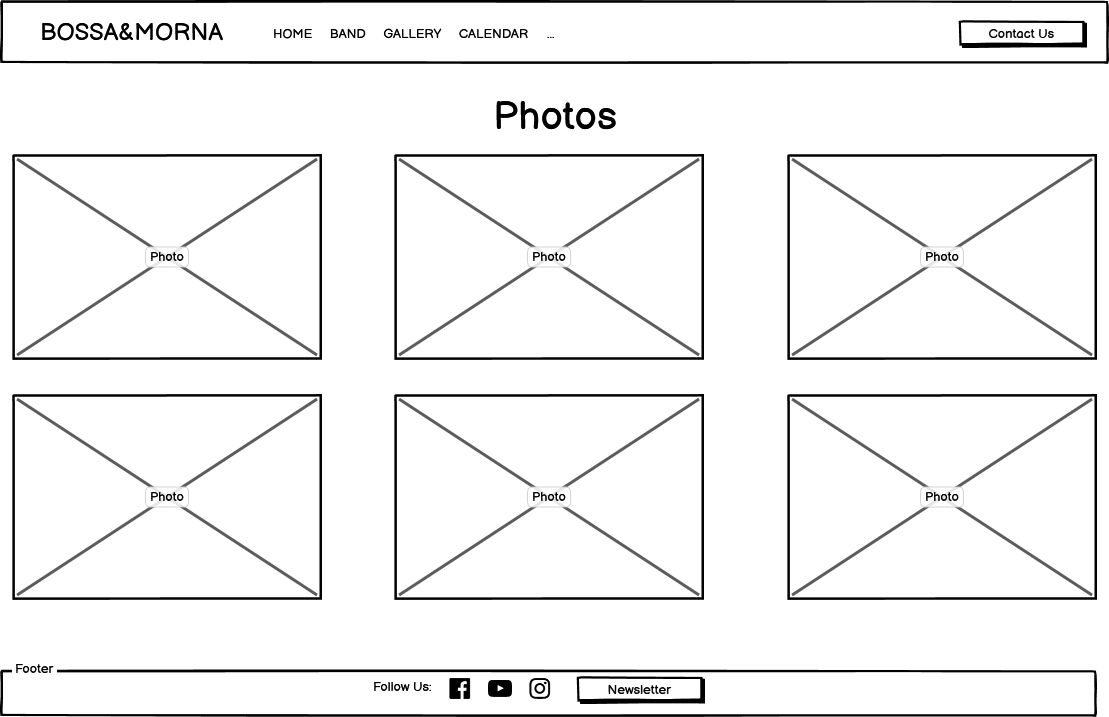 BOSSA&MORNA HOME BAND GALLERY CALENDAR ... Contact Us
Photos
Photo Photo Photo
Photo Photo Photo
Footer
Follow Us: Newsletter